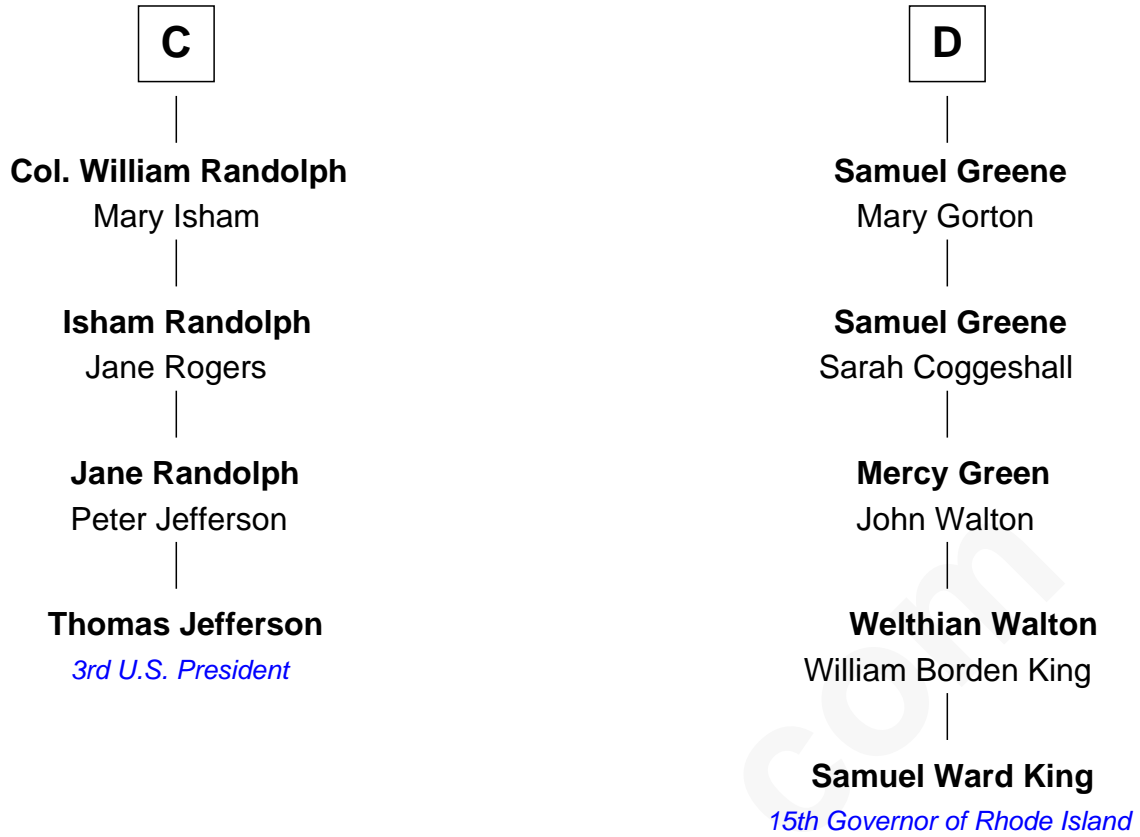 C
Col. William Randolph
Mary Isham
Isham Randolph
Jane Rogers
Jane Randolph
Peter Jefferson
Thomas Jefferson
3rd U.S. President
D
Samuel Greene
Mary Gorton
Samuel Greene
Sarah Coggeshall
Mercy Green
John Walton
Welthian Walton
William Borden King
Samuel Ward King
15th Governor of Rhode Island
com